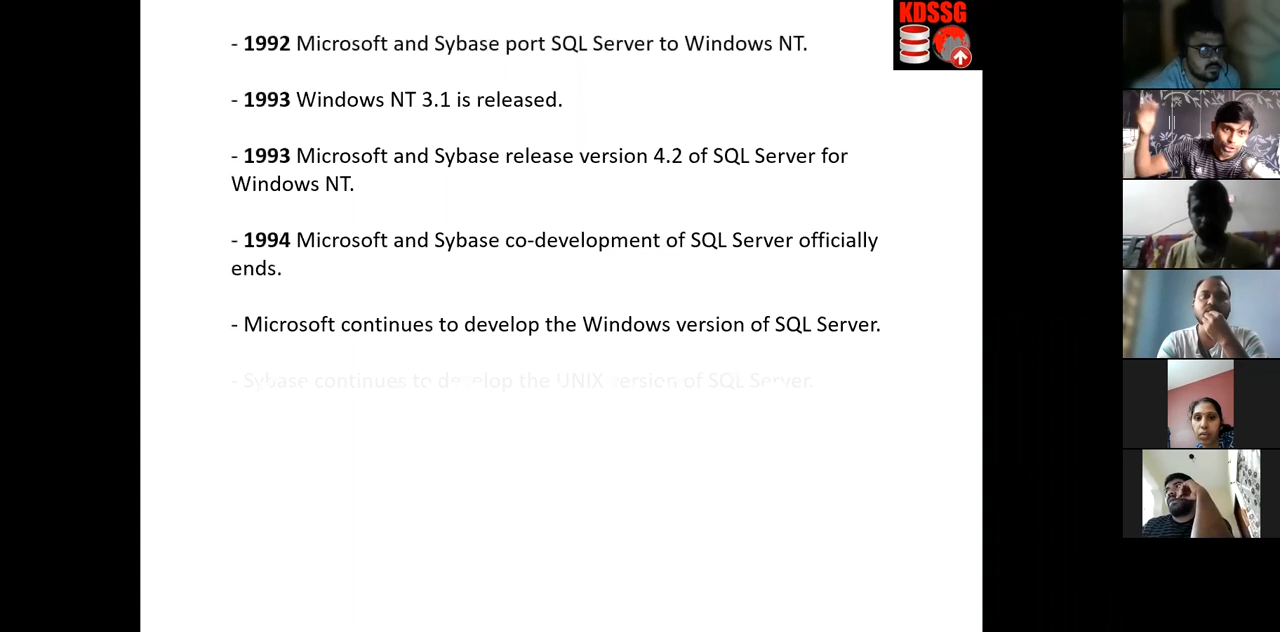 KDSSG
- 1992 Microsoft and Sybase port SQL Server to Windows NT.
- 1993 Windows NT 3.1 is released.
- 1993 Microsoft and Sybase release version 4.2 of SQL Server for
Windows NT.
- 1994 Microsoft and Sybase co-development of SQL Server officially
ends.
- Microsoft continues to develop the Windows version of SQL Server.
- Sybase continues to develop the UNIX version of SQL Server.